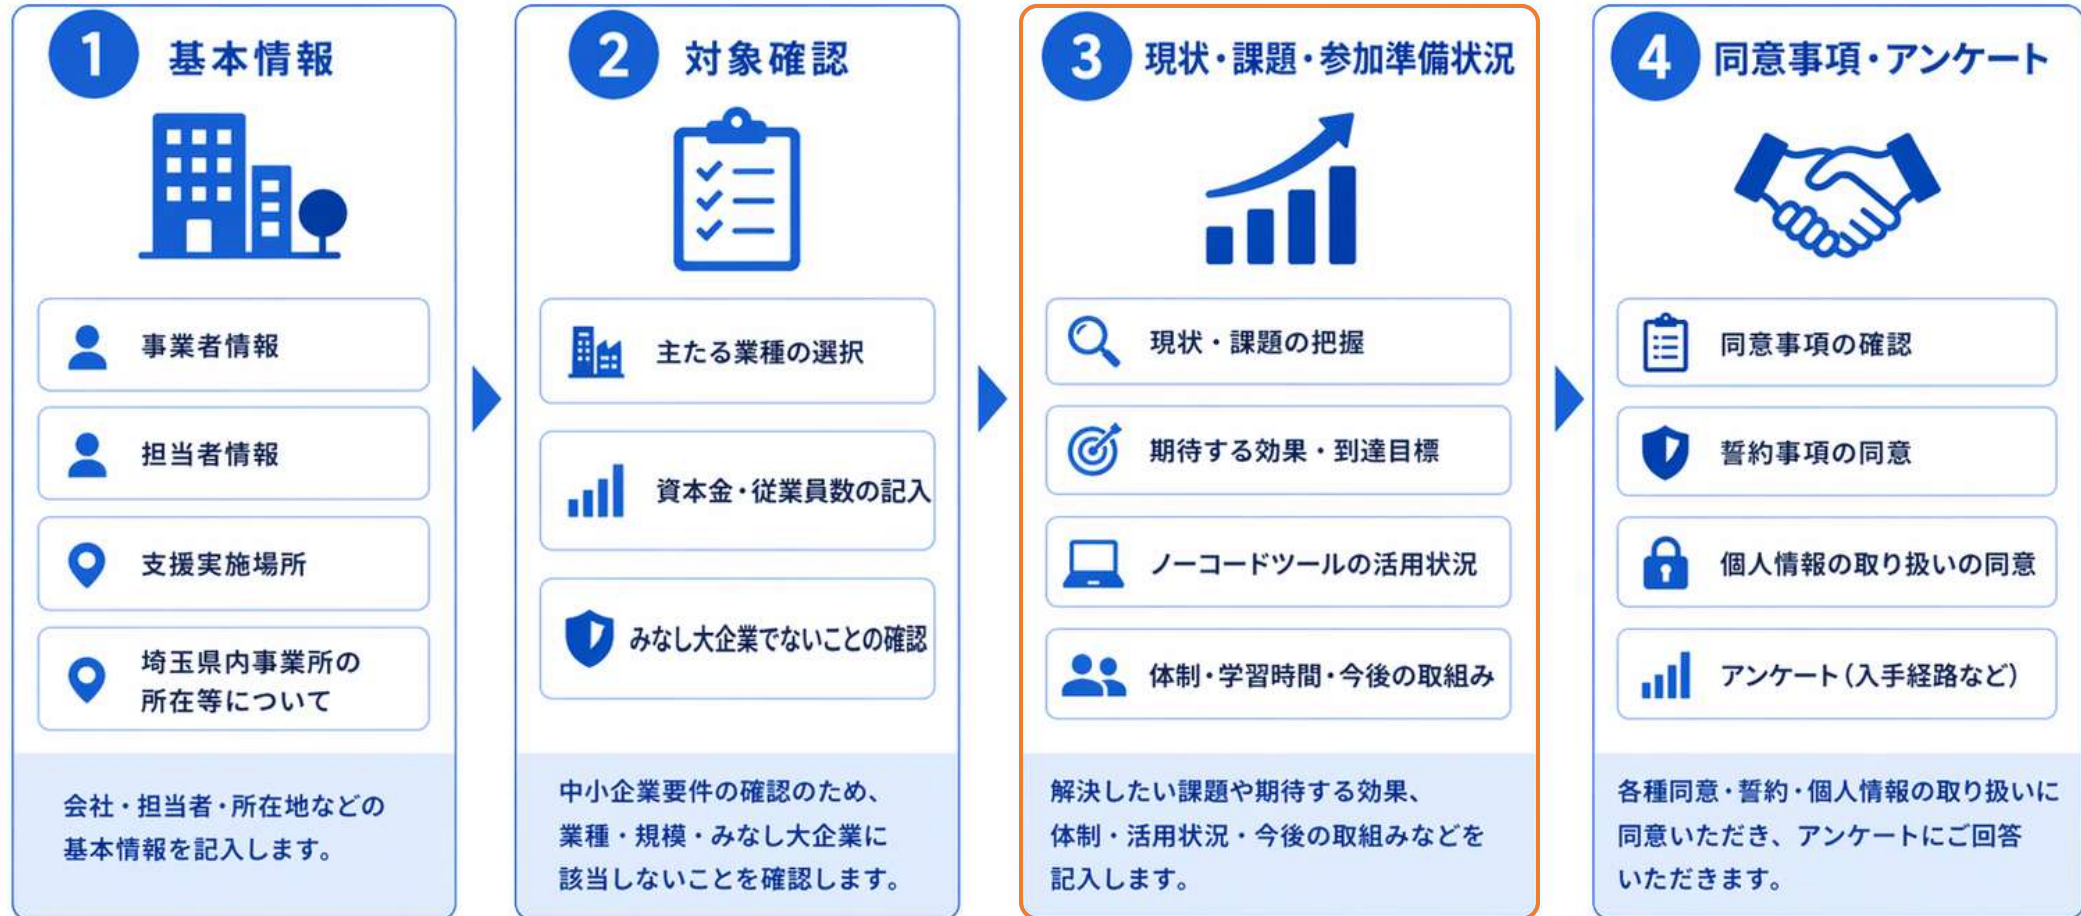 1 基本情報
事業者情報
担当者情報
支援実施場所
埼玉県内事業所の
所在等について
会社・担当者・所在地などの
基本情報を記入します。
2 対象確認
主たる業種の選択
資本金・従業員数の記入
みなし大企業でないことの確認
中小企業要件の確認のため、
業種・規模・みなし大企業に
該当しないことを確認します。
3 現状・課題・参加準備状況
現状・課題の把握
期待する効果・到達目標
ノーコードツールの活用状況
体制・学習時間・今後の取組み
解決したい課題や期待する効果、
体制・活用状況・今後の取組みなどを
記入します。
4 同意事項・アンケート
同意事項の確認
誓約事項の同意
個人情報の取り扱いの同意
アンケート(入手経路など)
各種同意・誓約・個人情報の取り扱いに
同意いただき、アンケートにご回答
いただきます。